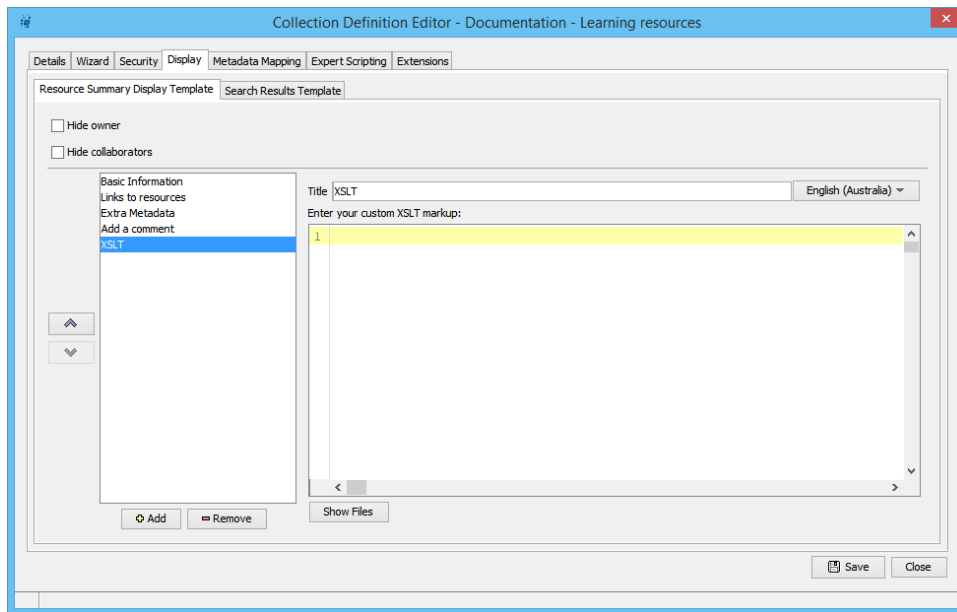 Collection Definition Editor - Documentation - Learning resources
Details Wizard Security Display Metadata Mapping Expert Scripting Extensions
Resource Summary Display Template Search Results Template
Hide owner
Hide collaborators
Basic Information
Links to resources
Extra Metadata
Add a comment
XSLT
Title XSLT English (Australia)
Enter your custom XSLT markup:
1
Add Remove
Show Files
Save Close